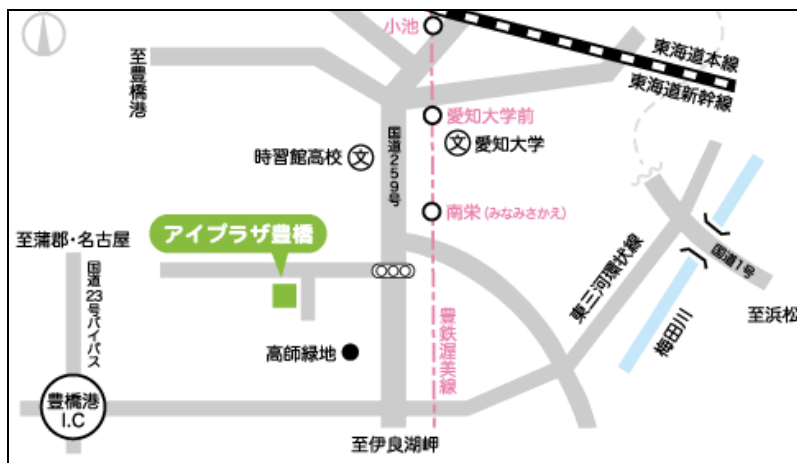 小池
東海道本線
東海道新幹線
至豊橋港
愛知大学前
文 愛知大学
時習館高校 文
国道259号
南栄(みなみさかえ)
アイプラザ豊橋
至蒲郡・名古屋
国道23号バイパス
東三河環状線
国道1号
至浜松
梅田川
豊鉄渥美線
高師緑地
豊橋港
I.C
至伊良湖岬